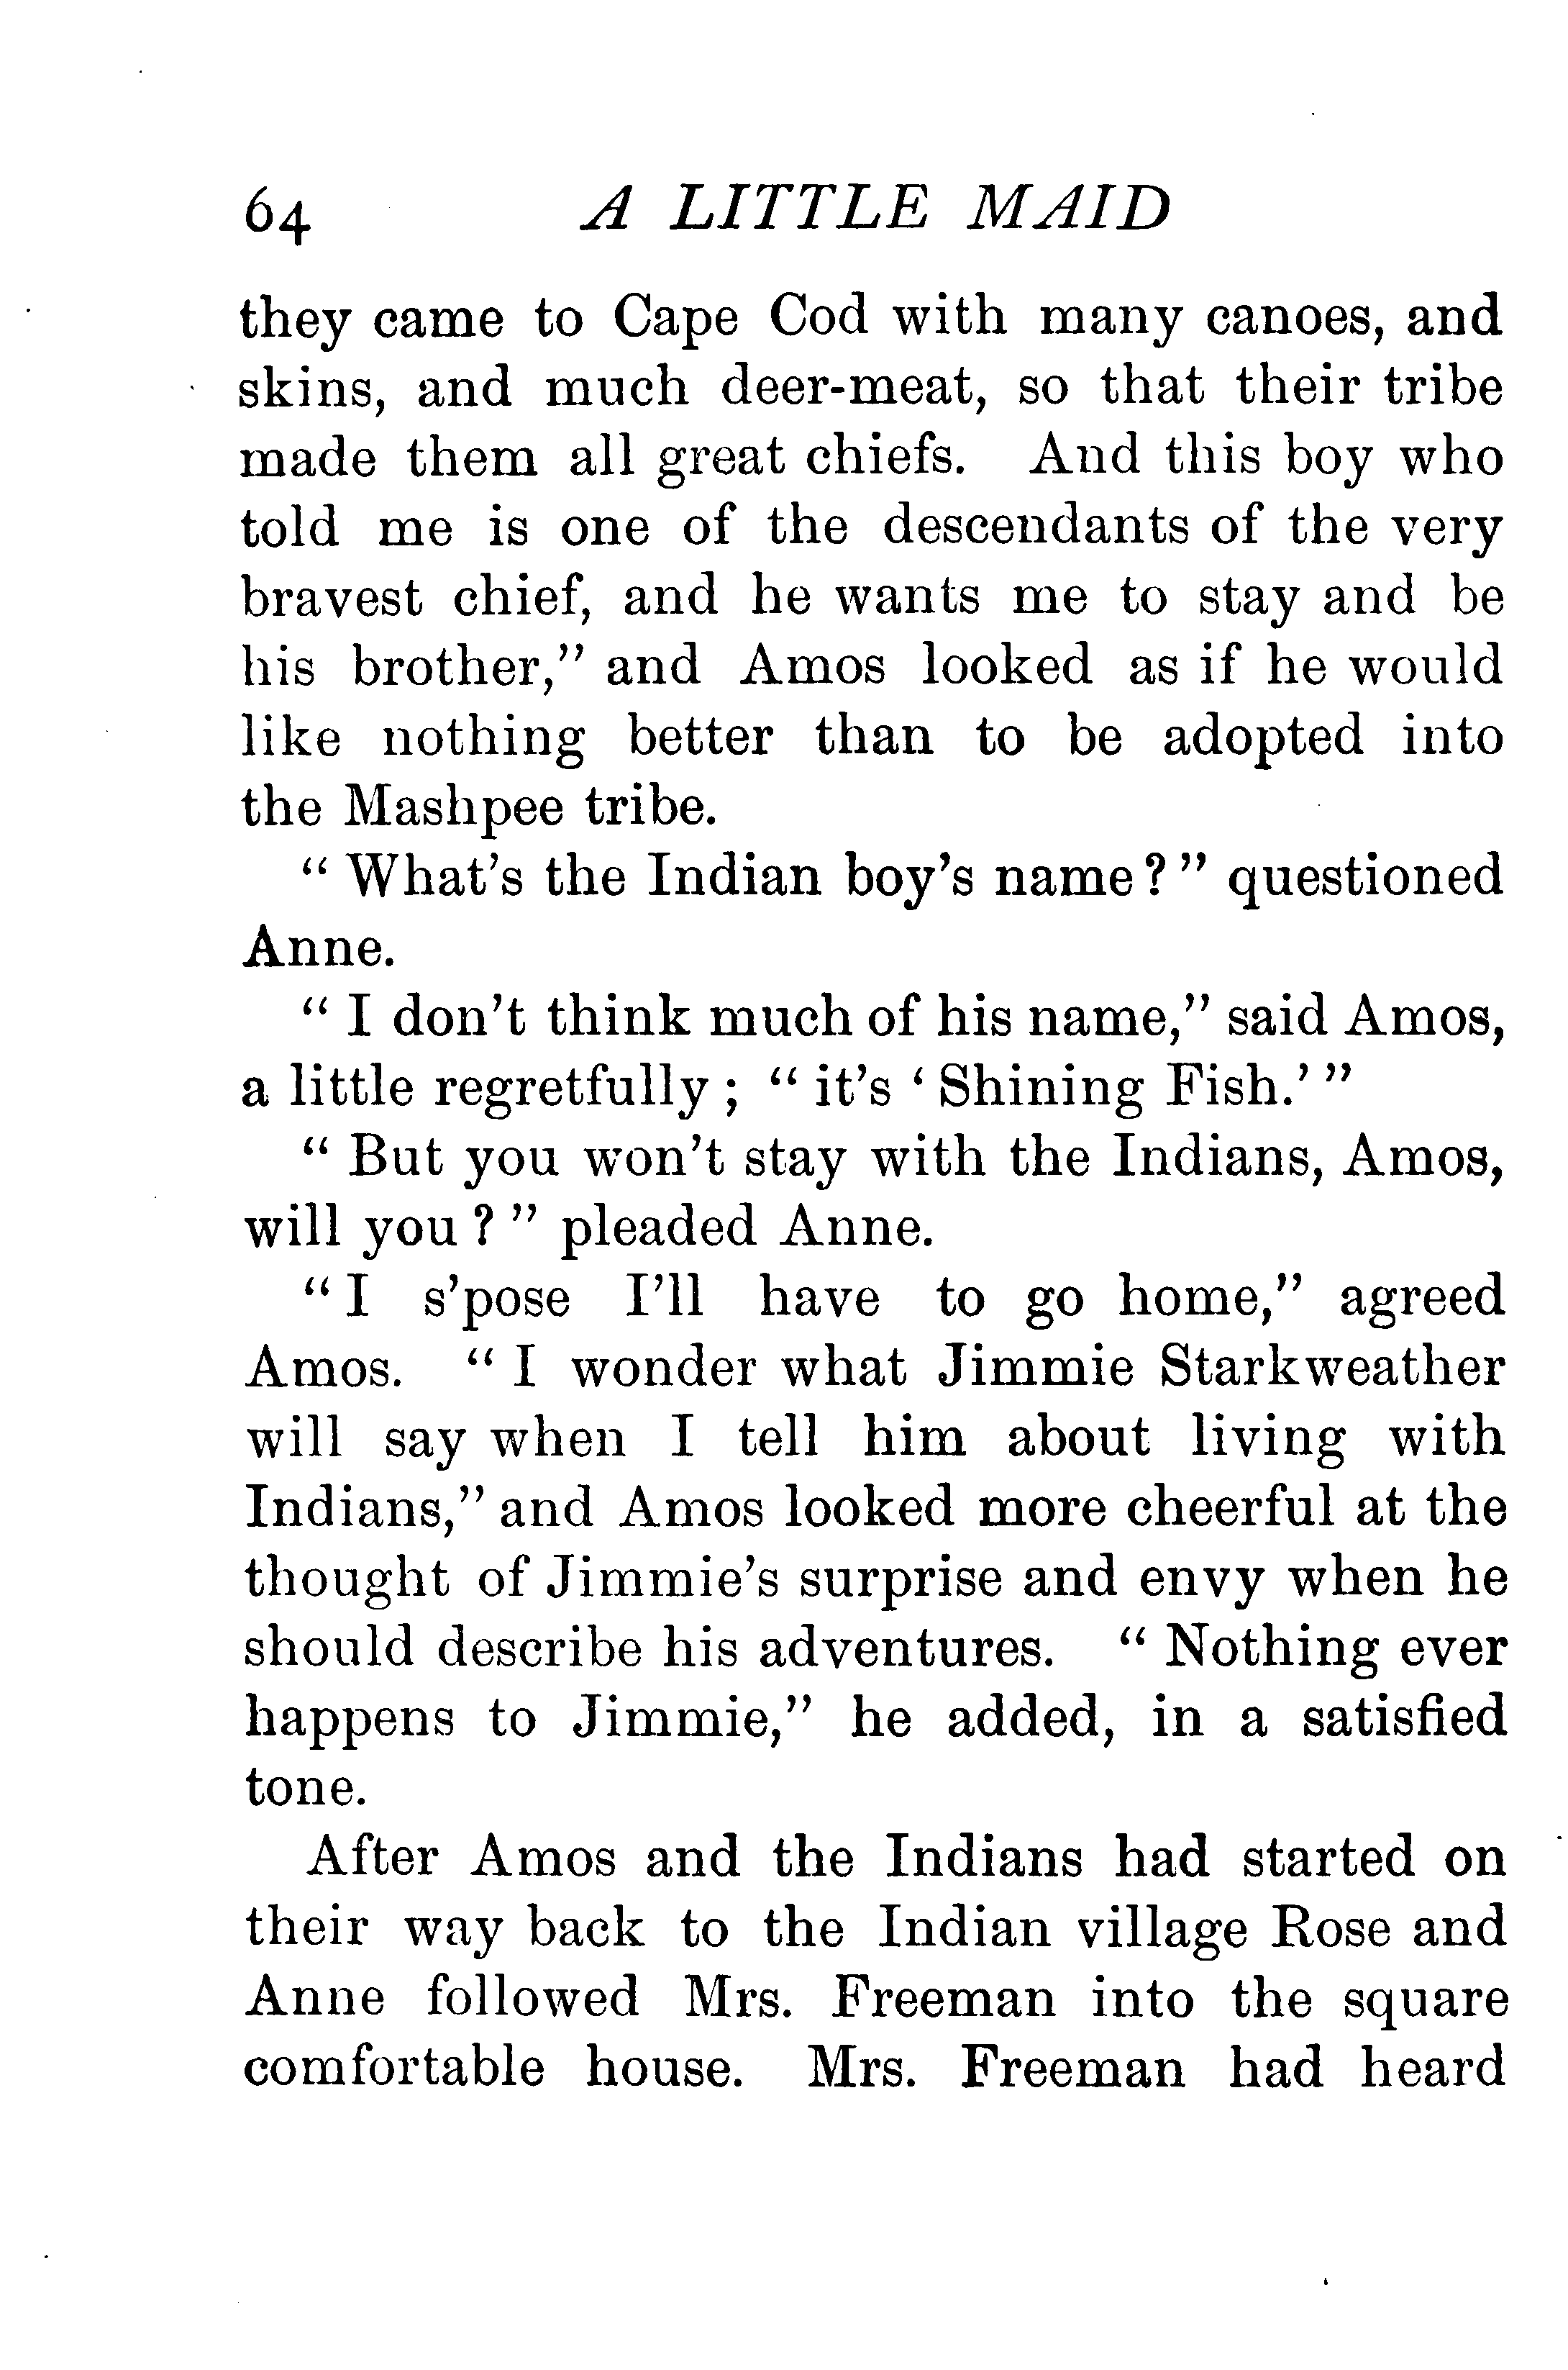 64 A LITTLE MAID
they came to Cape Cod with many canoes, and
skins, and much deer-meat, so that their tribe
made them all great chiefs. And this boy who
told me is one of the descendants of the very
bravest chief, and he wants me to stay and be
his brother,” and Amos looked as if he would
like nothing better than to be adopted into
the Mashpee tribe.
“ What's the Indian boy's name? ” questioned
Anne.
“ I don't think much of his name,” said Amos,
a little regretfully ; “ it's ‘ Shining Fish.’ ”
“ But you won't stay with the Indians, Amos,
will you ? ” pleaded Anne.
“ I s'pose I'll have to go home,” agreed
Amos. “ I wonder what Jimmie Starkweather
will say when I tell him about living with
Indians,” and Amos looked more cheerful at the
thought of Jimmie's surprise and envy when he
should describe his adventures. “ Nothing ever
happens to Jimmie,” he added, in a satisfied
tone.
After Amos and the Indians had started on
their way back to the Indian village Rose and
Anne followed Mrs. Freeman into the square
comfortable house. Mrs. Freeman had heard